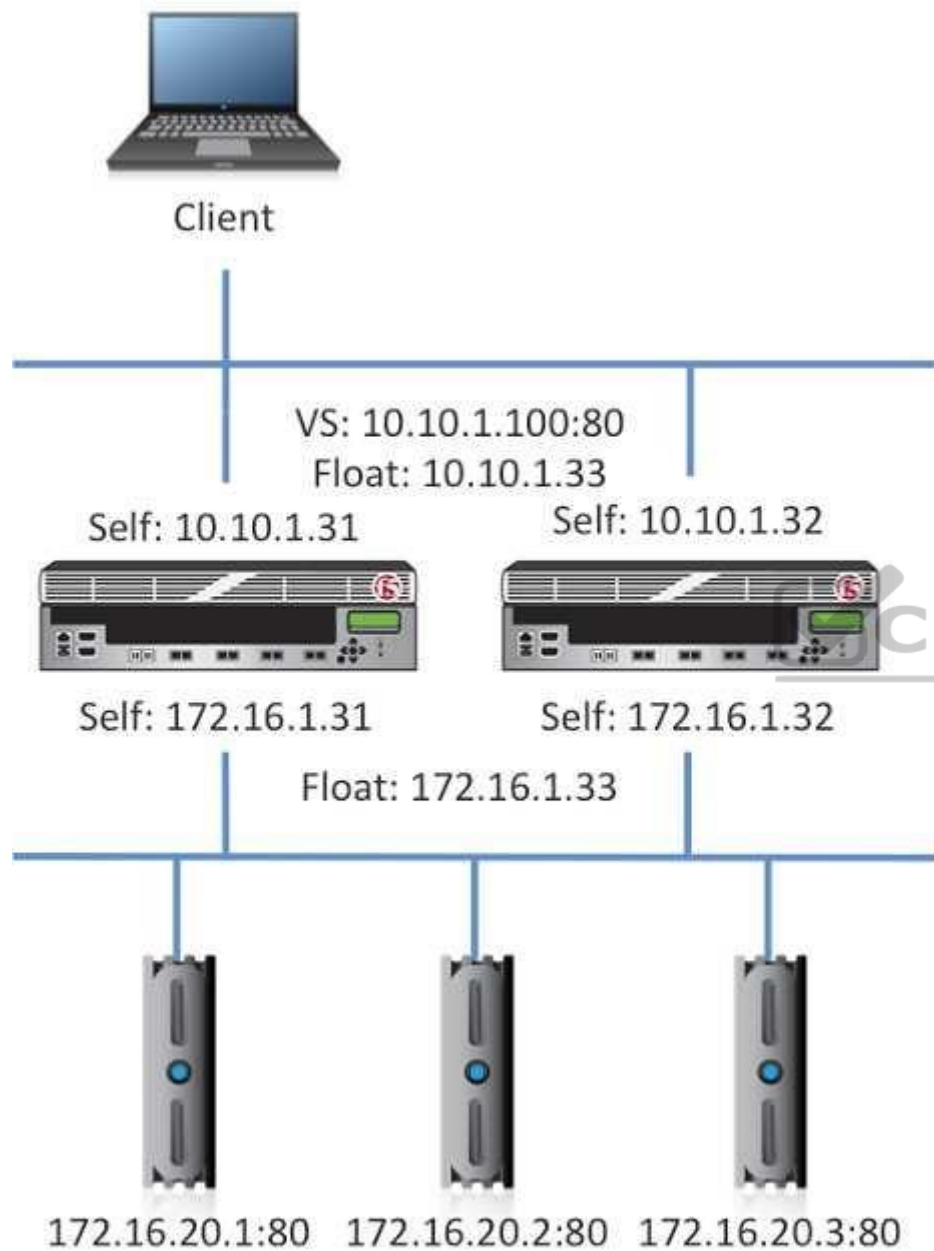 Client
VS: 10.10.1.100:80
Float: 10.10.1.33
Self: 10.10.1.31
Self: 10.10.1.32
f5
f5
C
Self: 172.16.1.31
Self: 172.16.1.32
Float: 172.16.1.33
172.16.20.1:80
172.16.20.2:80
172.16.20.3:80